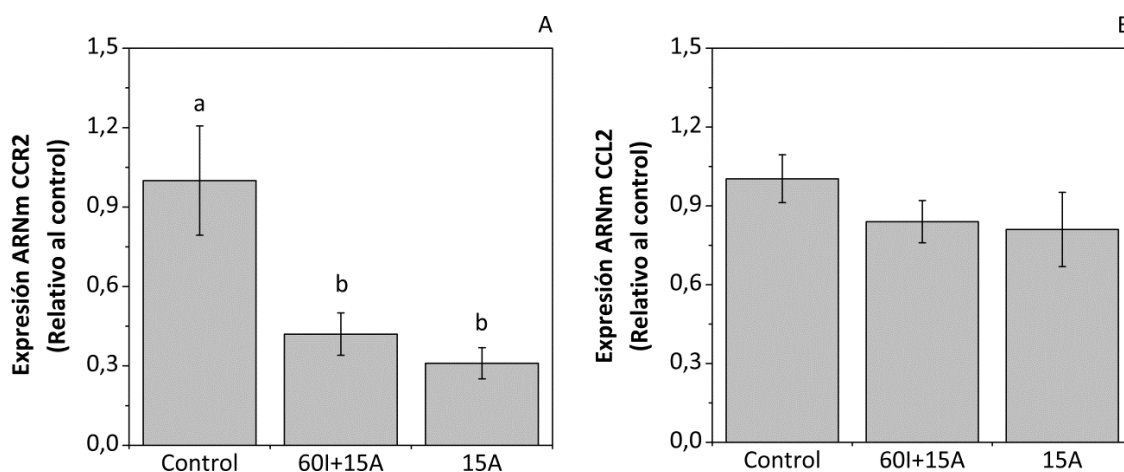 A
Expresión ARNm CCR2
(Relativo al control)
1,5
1,2
0,9
0,6
0,3
0,0
a
b
b
Control
60I+15A
15A
Expresión ARNm CCL2
(Relativo al control)
1,5
1,2
0,9
0,6
0,3
0,0
Control
60I+15A
15A